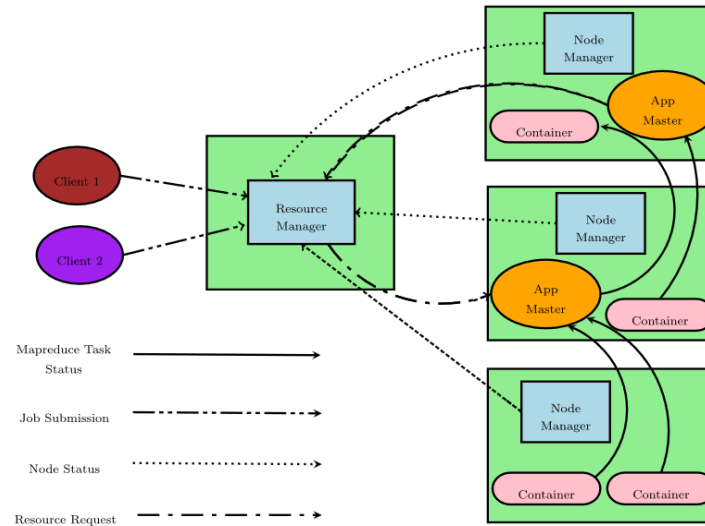 Node
Manager
App
Master
Container
Client 1
Resource
Manager
Client 2
Node
Manager
App
Master
Container
Mapreduce Task
Status
Job Submission
Node Status
Resource Request
Node
Manager
Container
Container